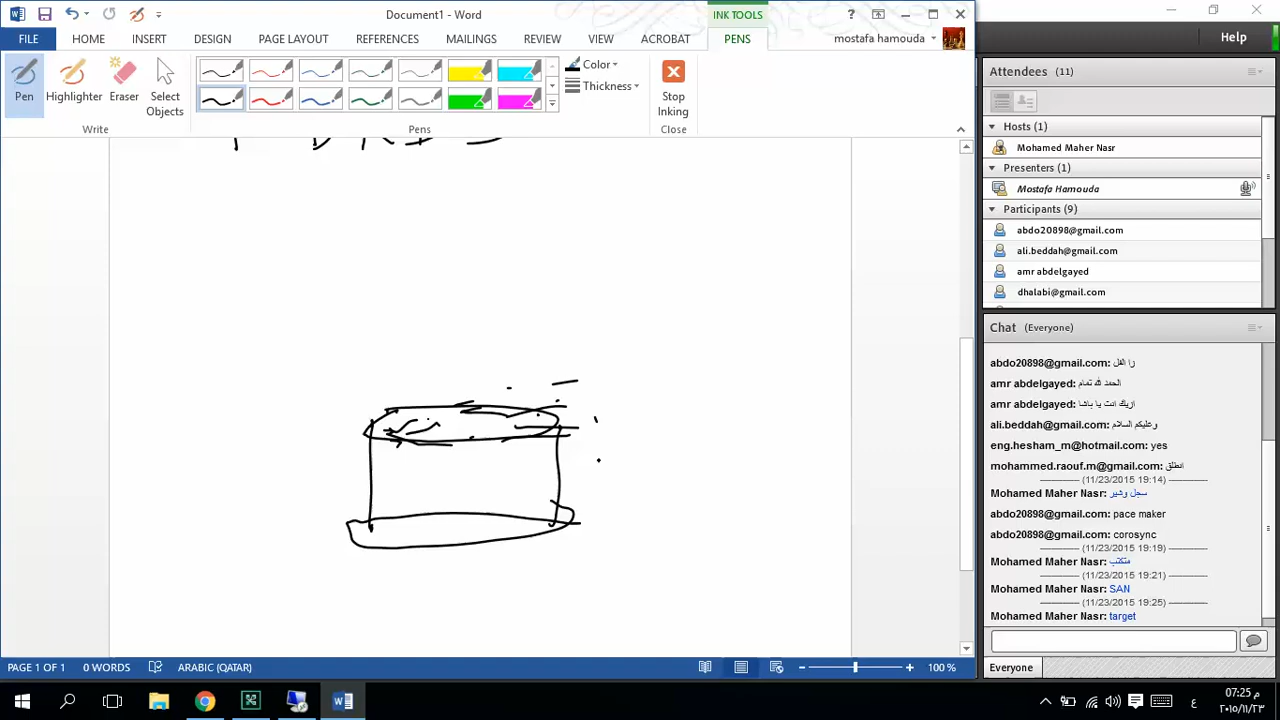 Document1 - Word
INK TOOLS
FILE
HOME
INSERT
DESIGN
PAGE LAYOUT
REFERENCES
MAILINGS
REVIEW
VIEW
ACROBAT
PENS
mostafa hamouda
Help
Pen
Highlighter
Eraser
Select Objects
Color
Thickness
Stop Inking
Write
Pens
Close
Attendees (11)
Hosts (1)
Mohamed Maher Nasr
Presenters (1)
Mostafa Hamouda
Participants (9)
abdo20898@gmail.com
ali.beddah@gmail.com
amr abdelgayed
dhalabi@gmail.com
Chat (Everyone)
abdo20898@gmail.com: زا الفل
amr abdelgayed: الحمد لله تمام
amr abdelgayed: ازيك انت يا باشا
ali.beddah@gmail.com: وعليكم السلام
eng.hesham_m@hotmail.com: yes
mohammed.raouf.m@gmail.com: انطلق
(11/23/2015 19:14)
Mohamed Maher Nasr: سجل وشير
abdo20898@gmail.com: pace maker
abdo20898@gmail.com: corosync
(11/23/2015 19:19)
Mohamed Maher Nasr: متكتب
(11/23/2015 19:21)
Mohamed Maher Nasr: SAN
(11/23/2015 19:25)
Mohamed Maher Nasr: target
Everyone
PAGE 1 OF 1
0 WORDS
ARABIC (QATAR)
100 %
ع
07:25 م
٢٠١٥/١١/٢٣